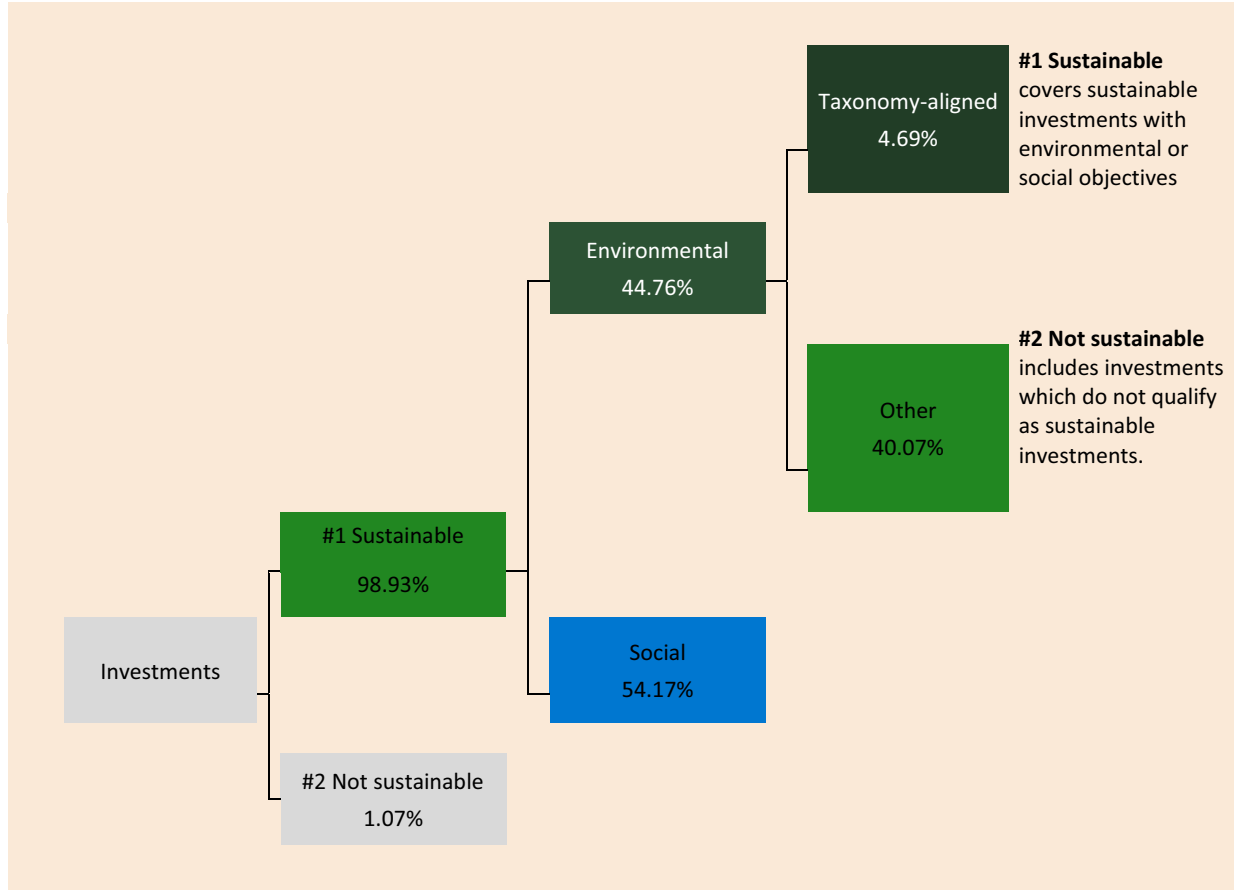 Taxonomy-aligned
4.69%
#1 Sustainable
covers sustainable
investments with
environmental or
social objectives
Environmental
44.76%
Other
40.07%
#2 Not sustainable
includes investments
which do not qualify
as sustainable
investments.
#1 Sustainable
98.93%
Investments
Social
54.17%
#2 Not sustainable
1.07%